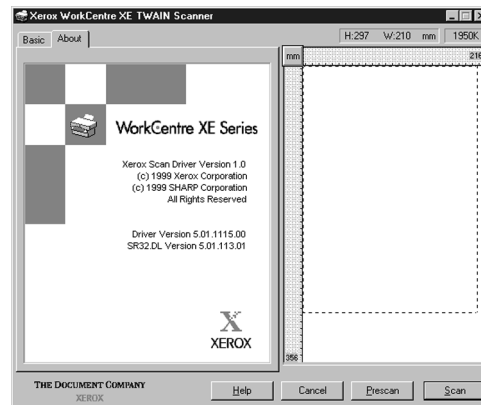 Xerox WorkCentre XE TWAIN Scanner
Basic About
H:297 W:210 mm 1950K
mm
216
WorkCentre XE Series
Xerox Scan Driver Version 1.0
(c) 1999 Xerox Corporation
(c) 1999 SHARP Corporation
All Rights Reserved
Driver Version 5.01.1115.00
SR32.DL Version 5.01.113.01
X
XEROX
356
THE DOCUMENT COMPANY
XEROX
Help Cancel Prescan Scan